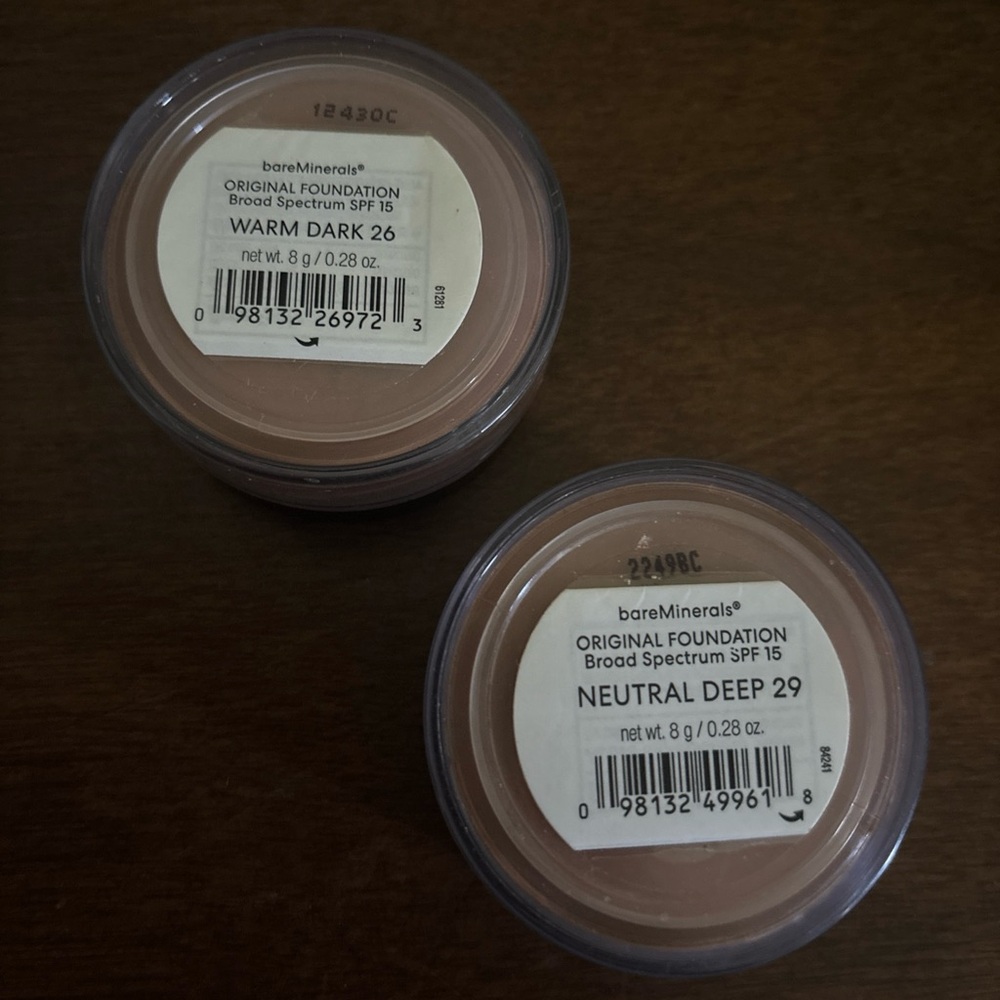 12430C
bareMinerals®
ORIGINAL FOUNDATION
Broad Spectrum SPF 15
WARM DARK 26
net wt. 8 g / 0.28 oz.
61281
0 98132 26972 3
22498C
bareMinerals®
ORIGINAL FOUNDATION
Broad Spectrum SPF 15
NEUTRAL DEEP 29
net wt. 8 g / 0.28 oz.
84241
0 98132 49961 8